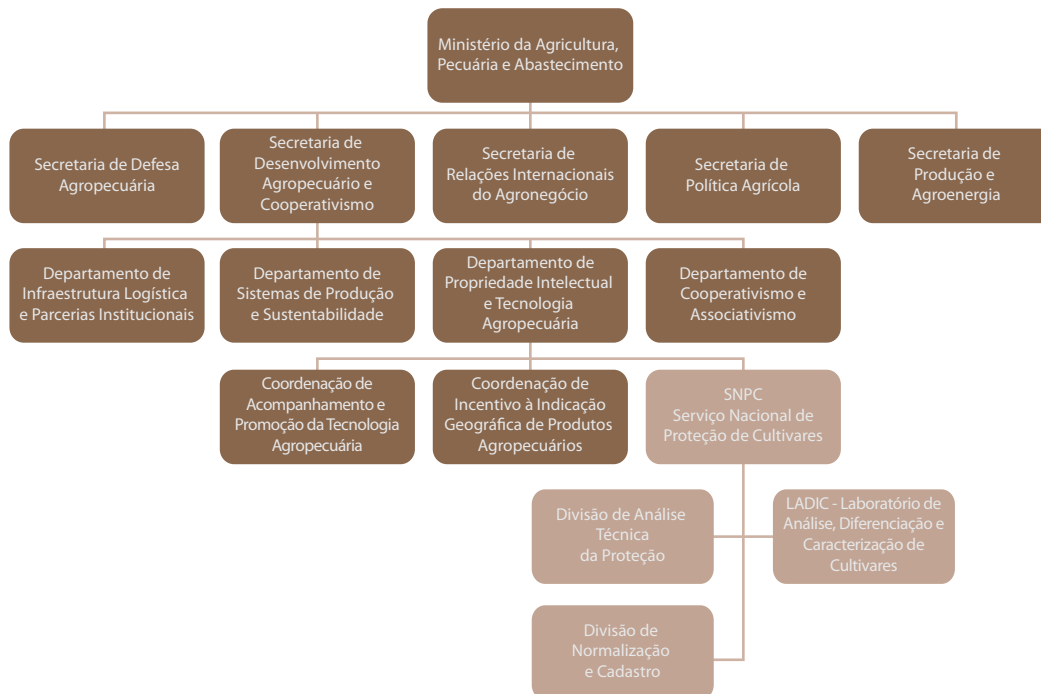 Ministério da Agricultura,
Pecuária e Abastecimento
Secretaria de Defesa
Agropecuária
Secretaria de
Desenvolvimento
Agropecuário e
Cooperativismo
Secretaria de
Relações Internacionais
do Agronegócio
Secretaria de
Política Agrícola
Secretaria de
Produção e
Agroenergia
Departamento de
Infraestrutura Logística
e Parcerias Institucionais
Departamento de
Sistemas de Produção
e Sustentabilidade
Departamento de
Propriedade Intelectual
e Tecnologia
Agropecuária
Departamento de
Cooperativismo e
Associativismo
Coordenação de
Acompanhamento e
Promoção da Tecnologia
Agropecuária
Coordenação de
Incentivo à Indicação
Geográfica de Produtos
Agropecuários
SNPC
Serviço Nacional de
Proteção de Cultivares
Divisão de Análise
Técnica
da Proteção
LADIC - Laboratório de
Análise, Diferenciação e
Caracterização de
Cultivares
Divisão de
Normalização
e Cadastro